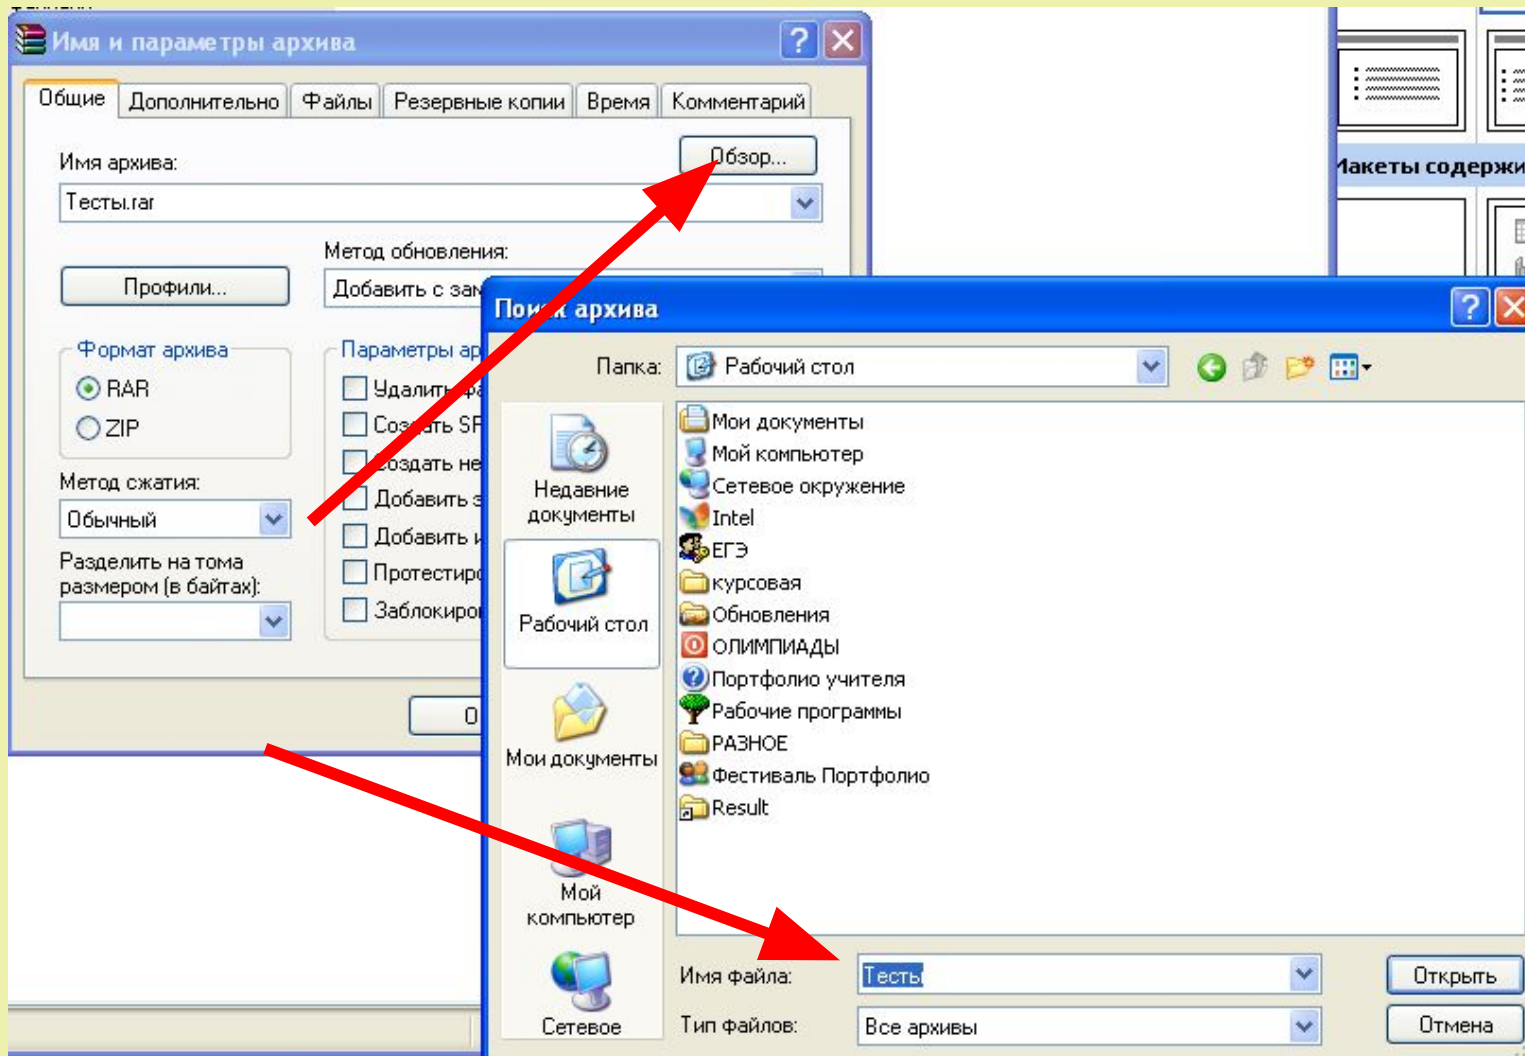 Имя и параметры архива
Общие Дополнительно Файлы Резервные копии Время Комментарий
Имя архива:
Обзор...
Тесты.rar
Метод обновления:
Профили...
Добавить с
Формат архива
RAR
ZIP
Метод сжатия:
Обычный
Разделить на тома
размером (в байтах):
Параметры
Удалить
Создать
Создать
Добавить
Добавить
Поиск архива
Папка: Рабочий стол
Недавние
документы
Рабочий стол
Мои документы
Мой
компьютер
Сетевое
Мои документы
Мой компьютер
Сетевое окружение
Intel
ЕГЭ
курсовая
Обновления
ОЛИМПИАДЫ
Портфолио учителя
Рабочие программы
РАЗНОЕ
Фестиваль Портфолио
Result
Имя файла: Тесты
Открыть
Тип файлов: Все архивы
Отмена